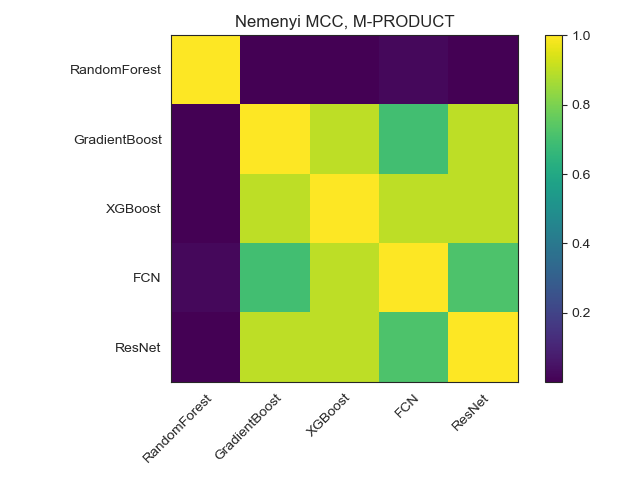 Nemenyi MCC, M-PRODUCT
RandomForest
GradientBoost
XGBoost
FCN
ResNet
RandomForest
GradientBoost
XGBoost
FCN
ResNet
1.0
0.8
0.6
0.4
0.2